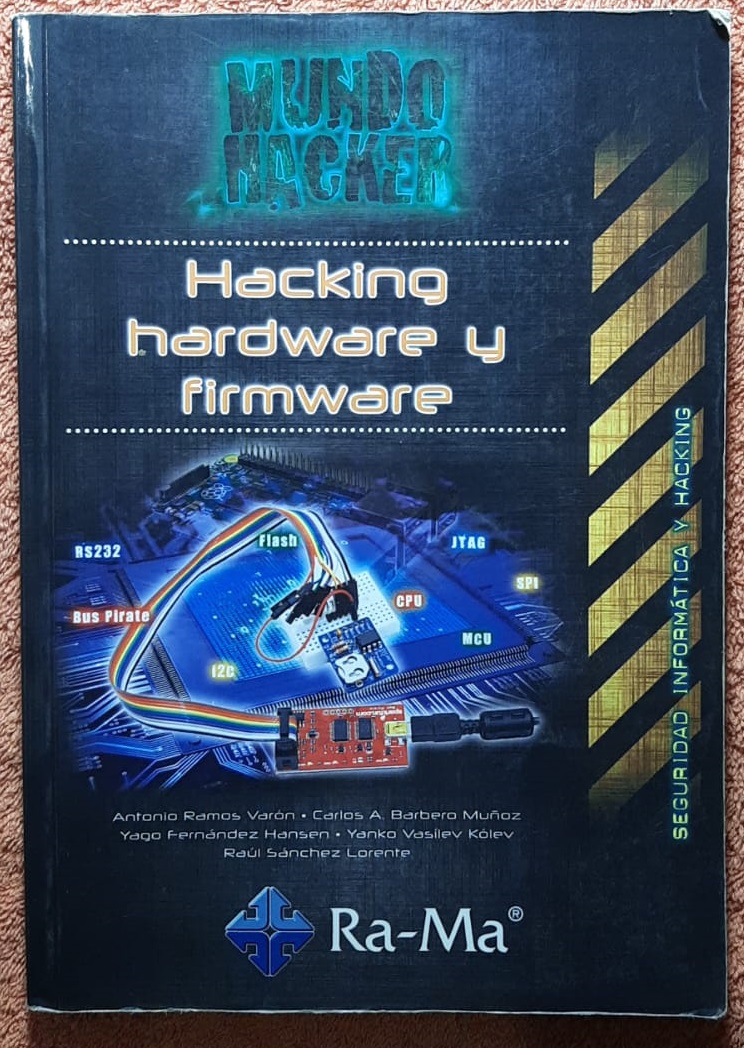 MUNDO
HACKER
Hacking
hardware y
firmware
RS232
Flash
JTAG
SPI
Bus Pirate
CPU
MCU
I2C
SEGURIDAD INFORMÁTICA Y HACKING
Antonio Ramos Varón • Carlos A. Barbero Muñoz
Yago Fernández Hansen • Yanko Vasílev Kólev
Raúl Sánchez Lorente
Ra-Ma®